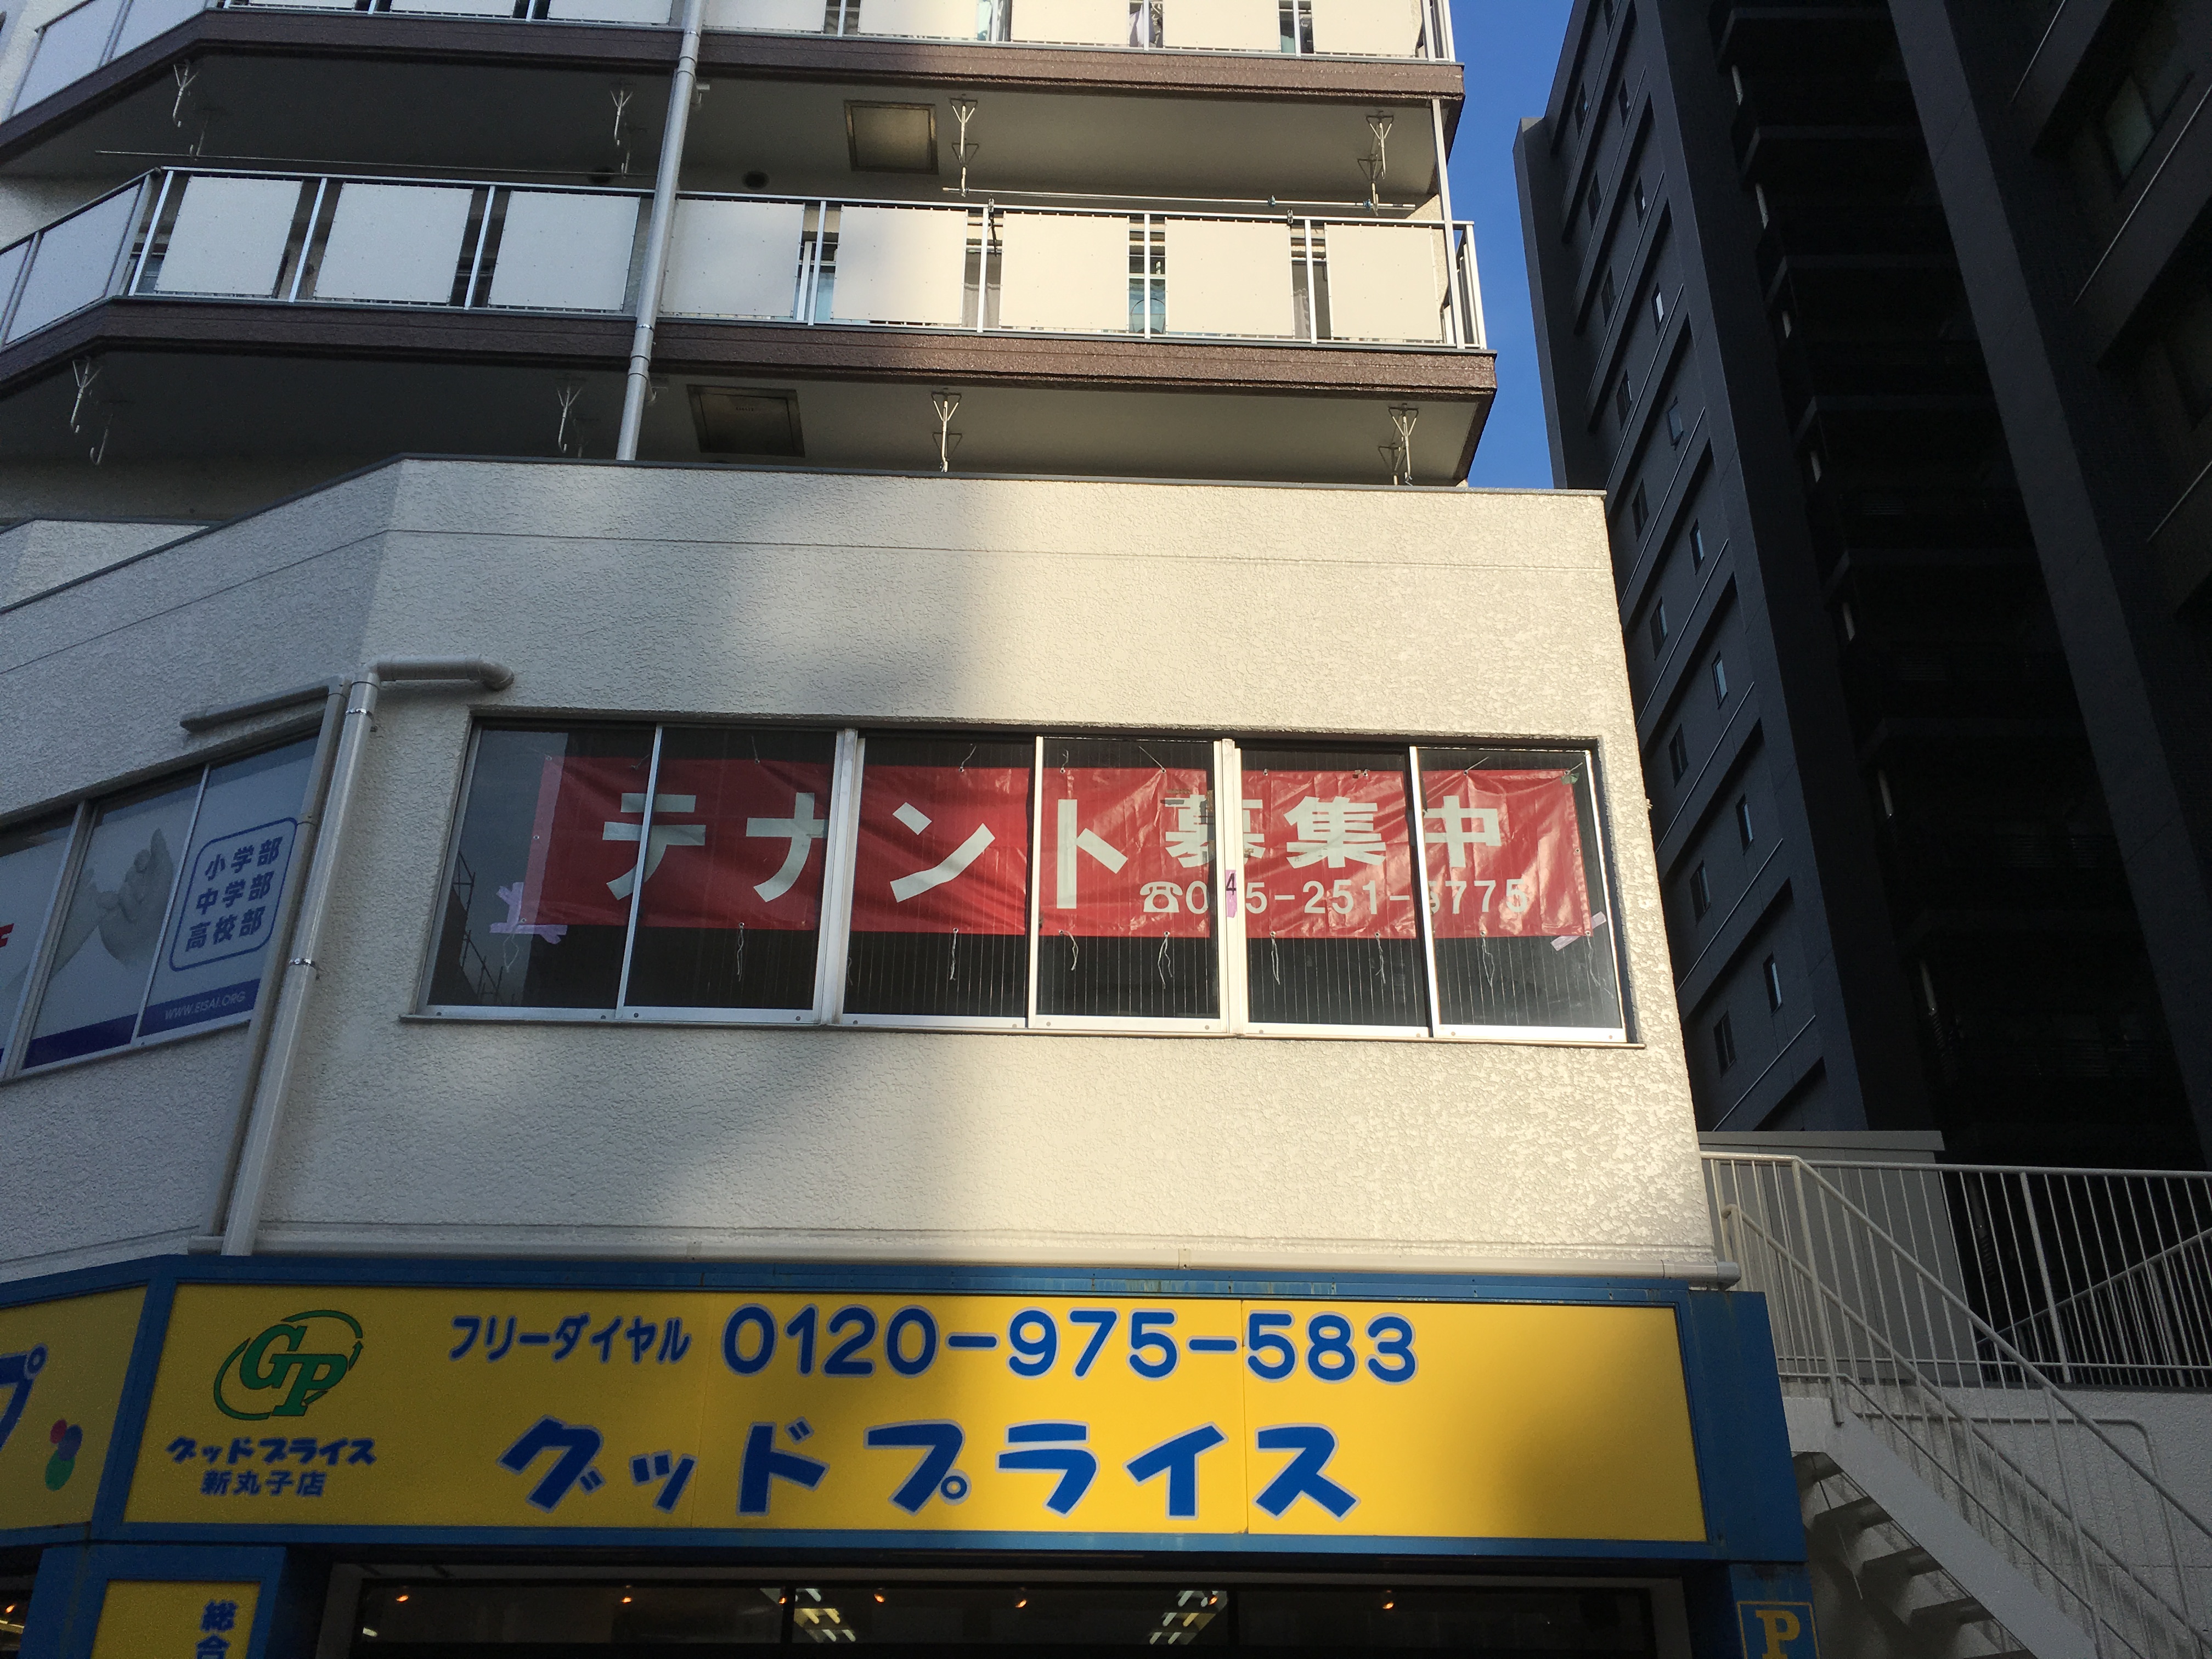 テナント募集中
小学部
中学部
高校部
WWW.EISAI.ORG
フリーダイヤル 0120-975-583
GP
グッドプライス
グッドプライス
新丸子店
プ
総合
P